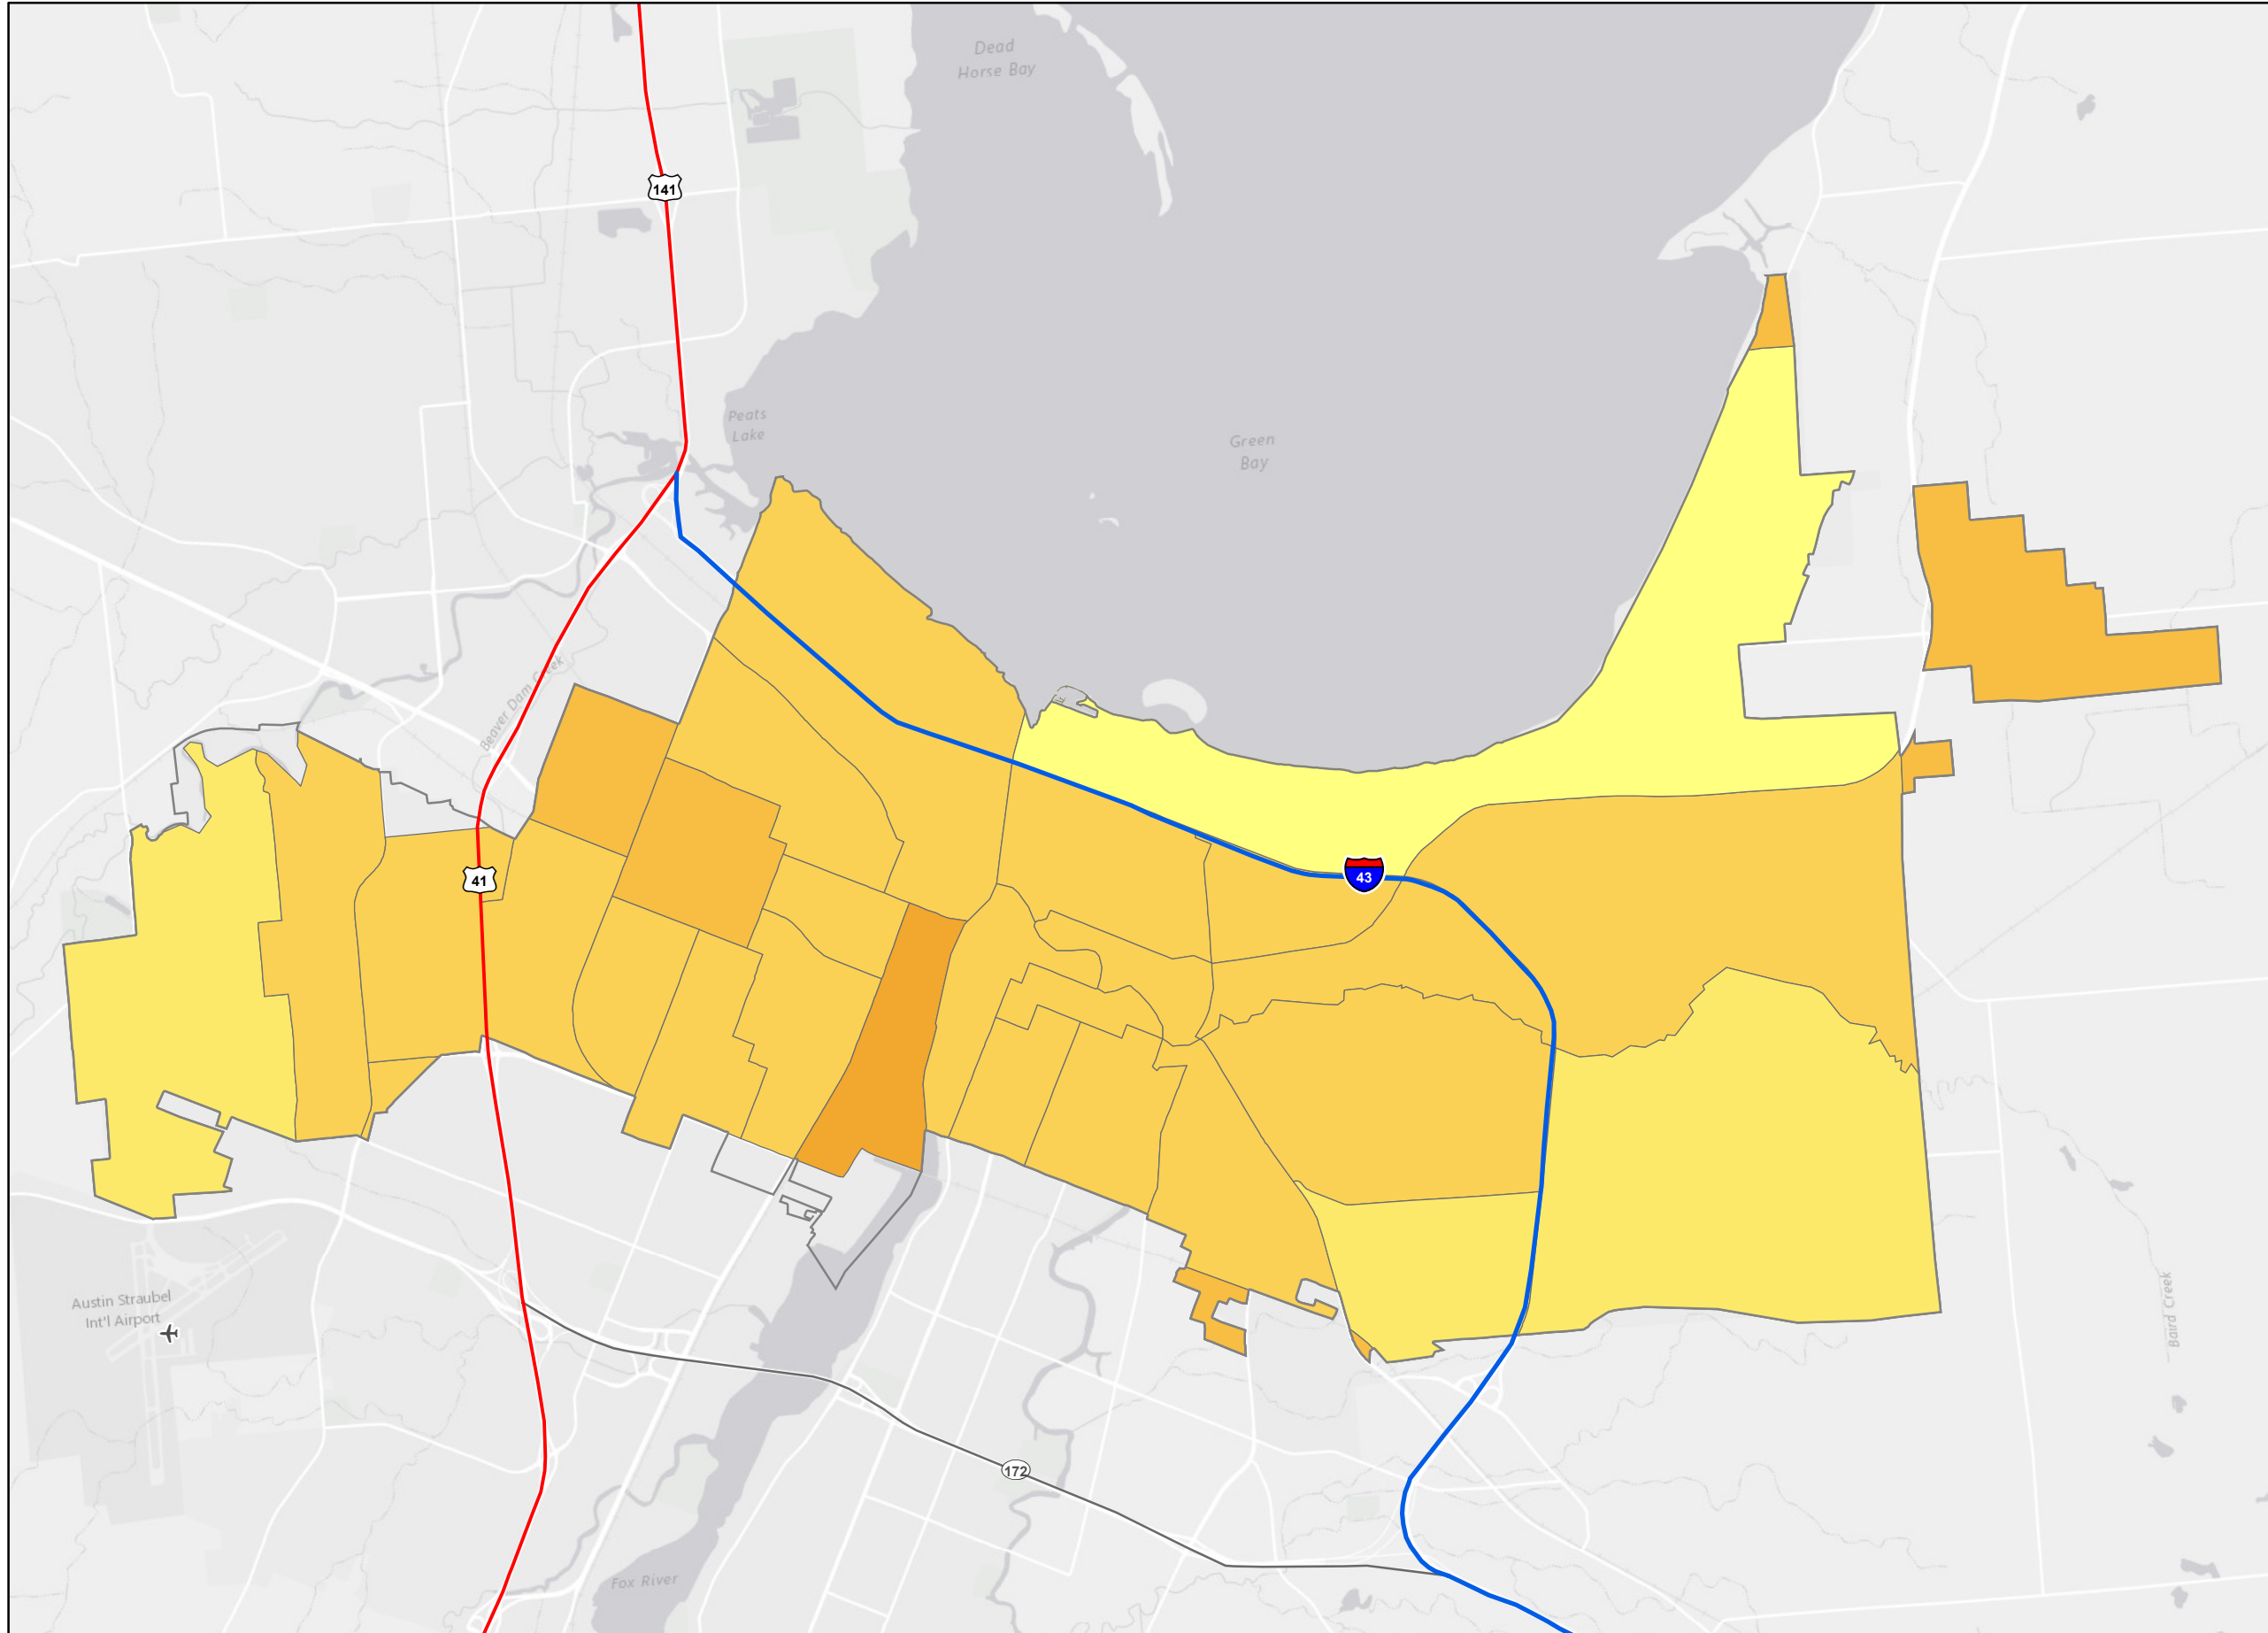 Dead
Horse Bay
141
Peats
Lake
Green
Bay
Beaver Dam Creek
41
43
Austin Straubel
Int'l Airport
Baird Creek
172
Fox River